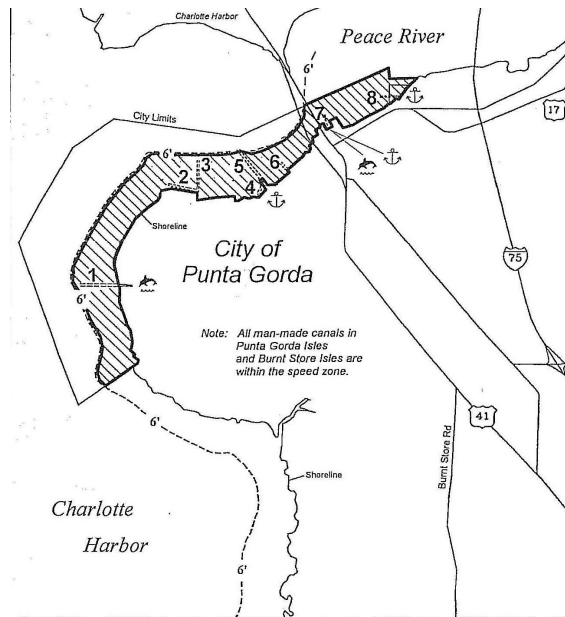 Charlotte Harbor
Peace River
6'
8
17
7
City Limits
6'
3
5
6
2
4
Shoreline
City of
Punta Gorda
75
1
6'
Note: All man-made canals in
Punta Gorda Isles
and Burnt Store Isles are
within the speed zone.
41
6'
Burnt Store Rd
Shoreline
Charlotte
Harbor
6'
6'